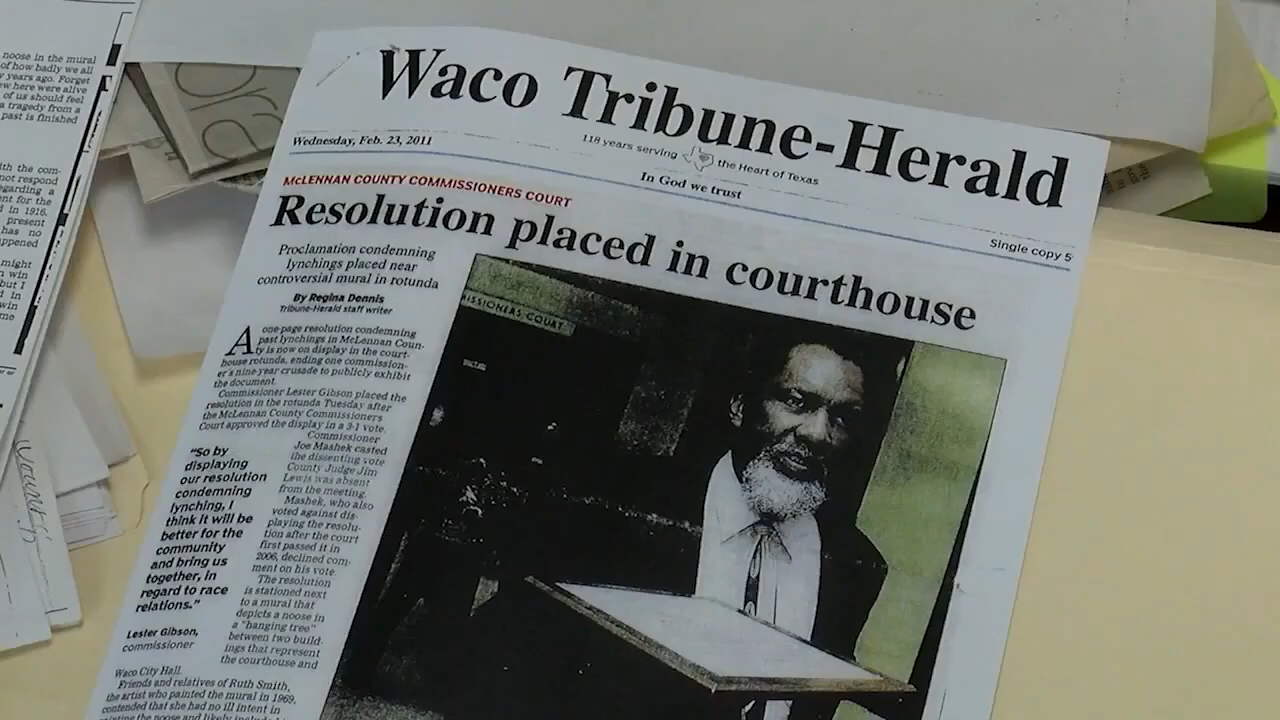 noose in the mural
of how badly we all
years ago. Forget
w here were alive
of us should feel
a tragedy from a
past is finished
ith the com-
not respond
egarding a
ent for the
d in 1916.
present
has no
ppened
might
win
but I
d in
win
me
Waco Tribune-Herald
Wednesday, Feb. 23, 2011
118 years serving the Heart of Texas
In God we trust
Single copy 5
McLENNAN COUNTY COMMISSIONERS COURT
Resolution placed in courthouse
Proclamation condemning
lynchings placed near
controversial mural in rotunda
By Regina Dennis
Tribune-Herald staff writer
A one-page resolution condemning
past lynchings in McLennan Coun-
ty is now on display in the court-
house rotunda, ending one commission-
er's nine-year crusade to publicly exhibit
the document.
Commissioner Lester Gibson placed the
resolution in the rotunda Tuesday after
the McLennan County Commissioners
Court approved the display in a 3-1 vote.
Commissioner
Joe Mashek casted
the dissenting vote
County Judge Jim
Lewis was absent
from the meeting.
Mashek, who also
voted against dis-
playing the resolu-
tion after the court
first passed it in
2006, declined com-
ment on his vote.
The resolution
is stationed next
to a mural that
depicts a noose in
a "hanging tree"
between two build-
ings that represent
the courthouse and
"So by
displaying
our resolution
condemning
lynching, I
think it will be
better for the
community
and bring us
together, in
regard to race
relations."
Lester Gibson,
commissioner
Waco City Hall.
Friends and relatives of Ruth Smith,
the artist who painted the mural in 1969,
contended that she had no ill intent in
painting the noose and likely
ISSIONERS COURT